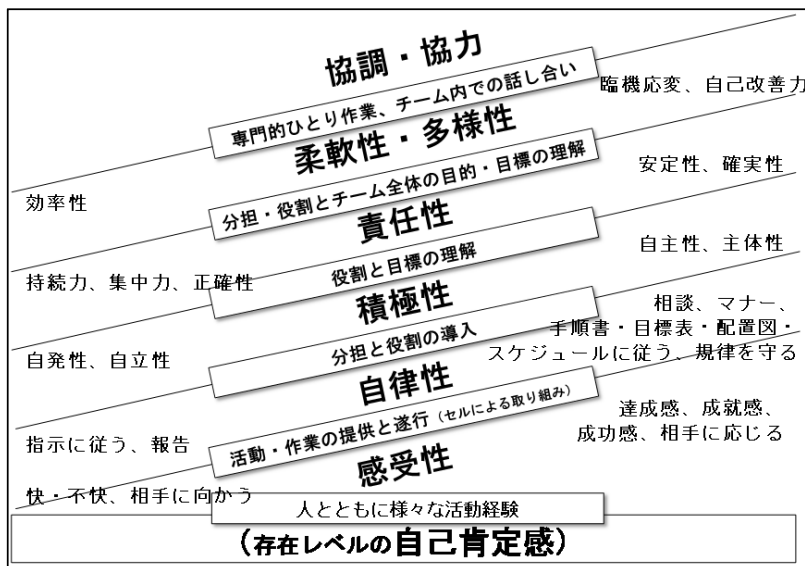 協調・協力
臨機応変、自己改善力
専門的ひとり作業、チーム内での話し合い
柔軟性・多様性
効率性
安定性、確実性
分担・役割とチーム全体の目的・目標の理解
責任性
持続力、集中力、正確性
自主性、主体性
役割と目標の理解
積極性
自発性、自立性
相談、マナー、
手順書・目標表・配置図・
スケジュールに従う、規律を守る
分担と役割の導入
自律性
指示に従う、報告
達成感、成就感、
成功感、相手に応じる
活動・作業の提供と遂行（セルによる取り組み）
感受性
快・不快、相手に向かう
人とともに様々な活動経験
（存在レベルの自己肯定感）